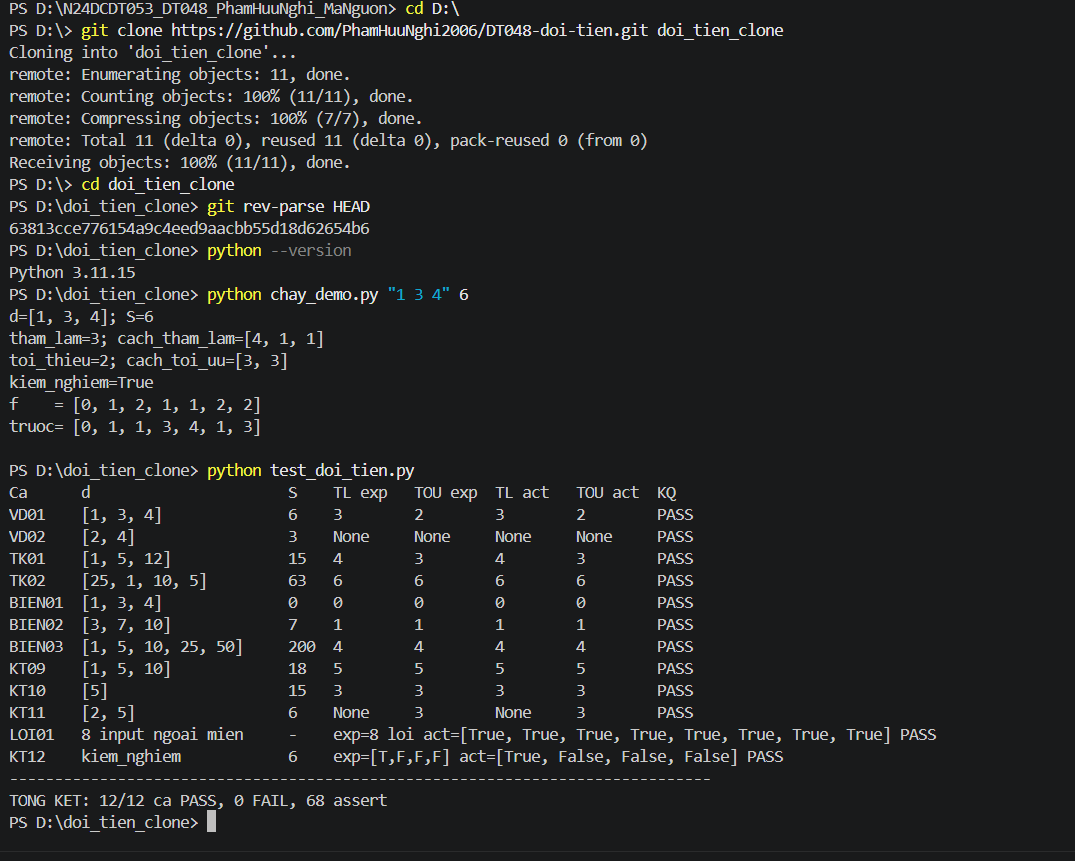 PS D:\N24DCDT053_DT048_PhamHuuNghi_MaNguon> cd D:\
PS D:\> git clone https://github.com/PhamHuuNghi2006/DT048-doi-tien.git doi_tien_clone
Cloning into 'doi_tien_clone'...
remote: Enumerating objects: 11, done.
remote: Counting objects: 100% (11/11), done.
remote: Compressing objects: 100% (7/7), done.
remote: Total 11 (delta 0), reused 11 (delta 0), pack-reused 0 (from 0)
Receiving objects: 100% (11/11), done.
PS D:\> cd doi_tien_clone
PS D:\doi_tien_clone> git rev-parse HEAD
63813cce776154a9c4eed9aacbb55d18d62654b6
PS D:\doi_tien_clone> python --version
Python 3.11.15
PS D:\doi_tien_clone> python chay_demo.py "1 3 4" 6
d=[1, 3, 4]; S=6
tham_lam=3; cach_tham_lam=[4, 1, 1]
toi_thieu=2; cach_toi_uu=[3, 3]
kiem_nghiem=True
f    = [0, 1, 2, 1, 1, 2, 2]
truoc= [0, 1, 1, 3, 4, 1, 3]
PS D:\doi_tien_clone> python test_doi_tien.py
Ca      d                        S    TL exp   TOU exp  TL act   TOU act  KQ
VD01    [1, 3, 4]                6    3        2        3        2        PASS
VD02    [2, 4]                   3    None     None     None     None     PASS
TK01    [1, 5, 12]               15   4        3        4        3        PASS
TK02    [25, 1, 10, 5]           63   6        6        6        6        PASS
BIEN01  [1, 3, 4]                0    0        0        0        0        PASS
BIEN02  [3, 7, 10]               7    1        1        1        1        PASS
BIEN03  [1, 5, 10, 25, 50]       200  4        4        4        4        PASS
KT09    [1, 5, 10]               18   5        5        5        5        PASS
KT10    [5]                      15   3        3        3        3        PASS
KT11    [2, 5]                   6    None     3        None     3        PASS
LOI01   8 input ngoai mien       -    exp=8 loi act=[True, True, True, True, True, True, True, True] PASS
KT12    kiem_nghiem              6    exp=[T,F,F,F] act=[True, False, False, False] PASS
------------------------------------------------------------------------------
TONG KET: 12/12 ca PASS, 0 FAIL, 68 assert
PS D:\doi_tien_clone>